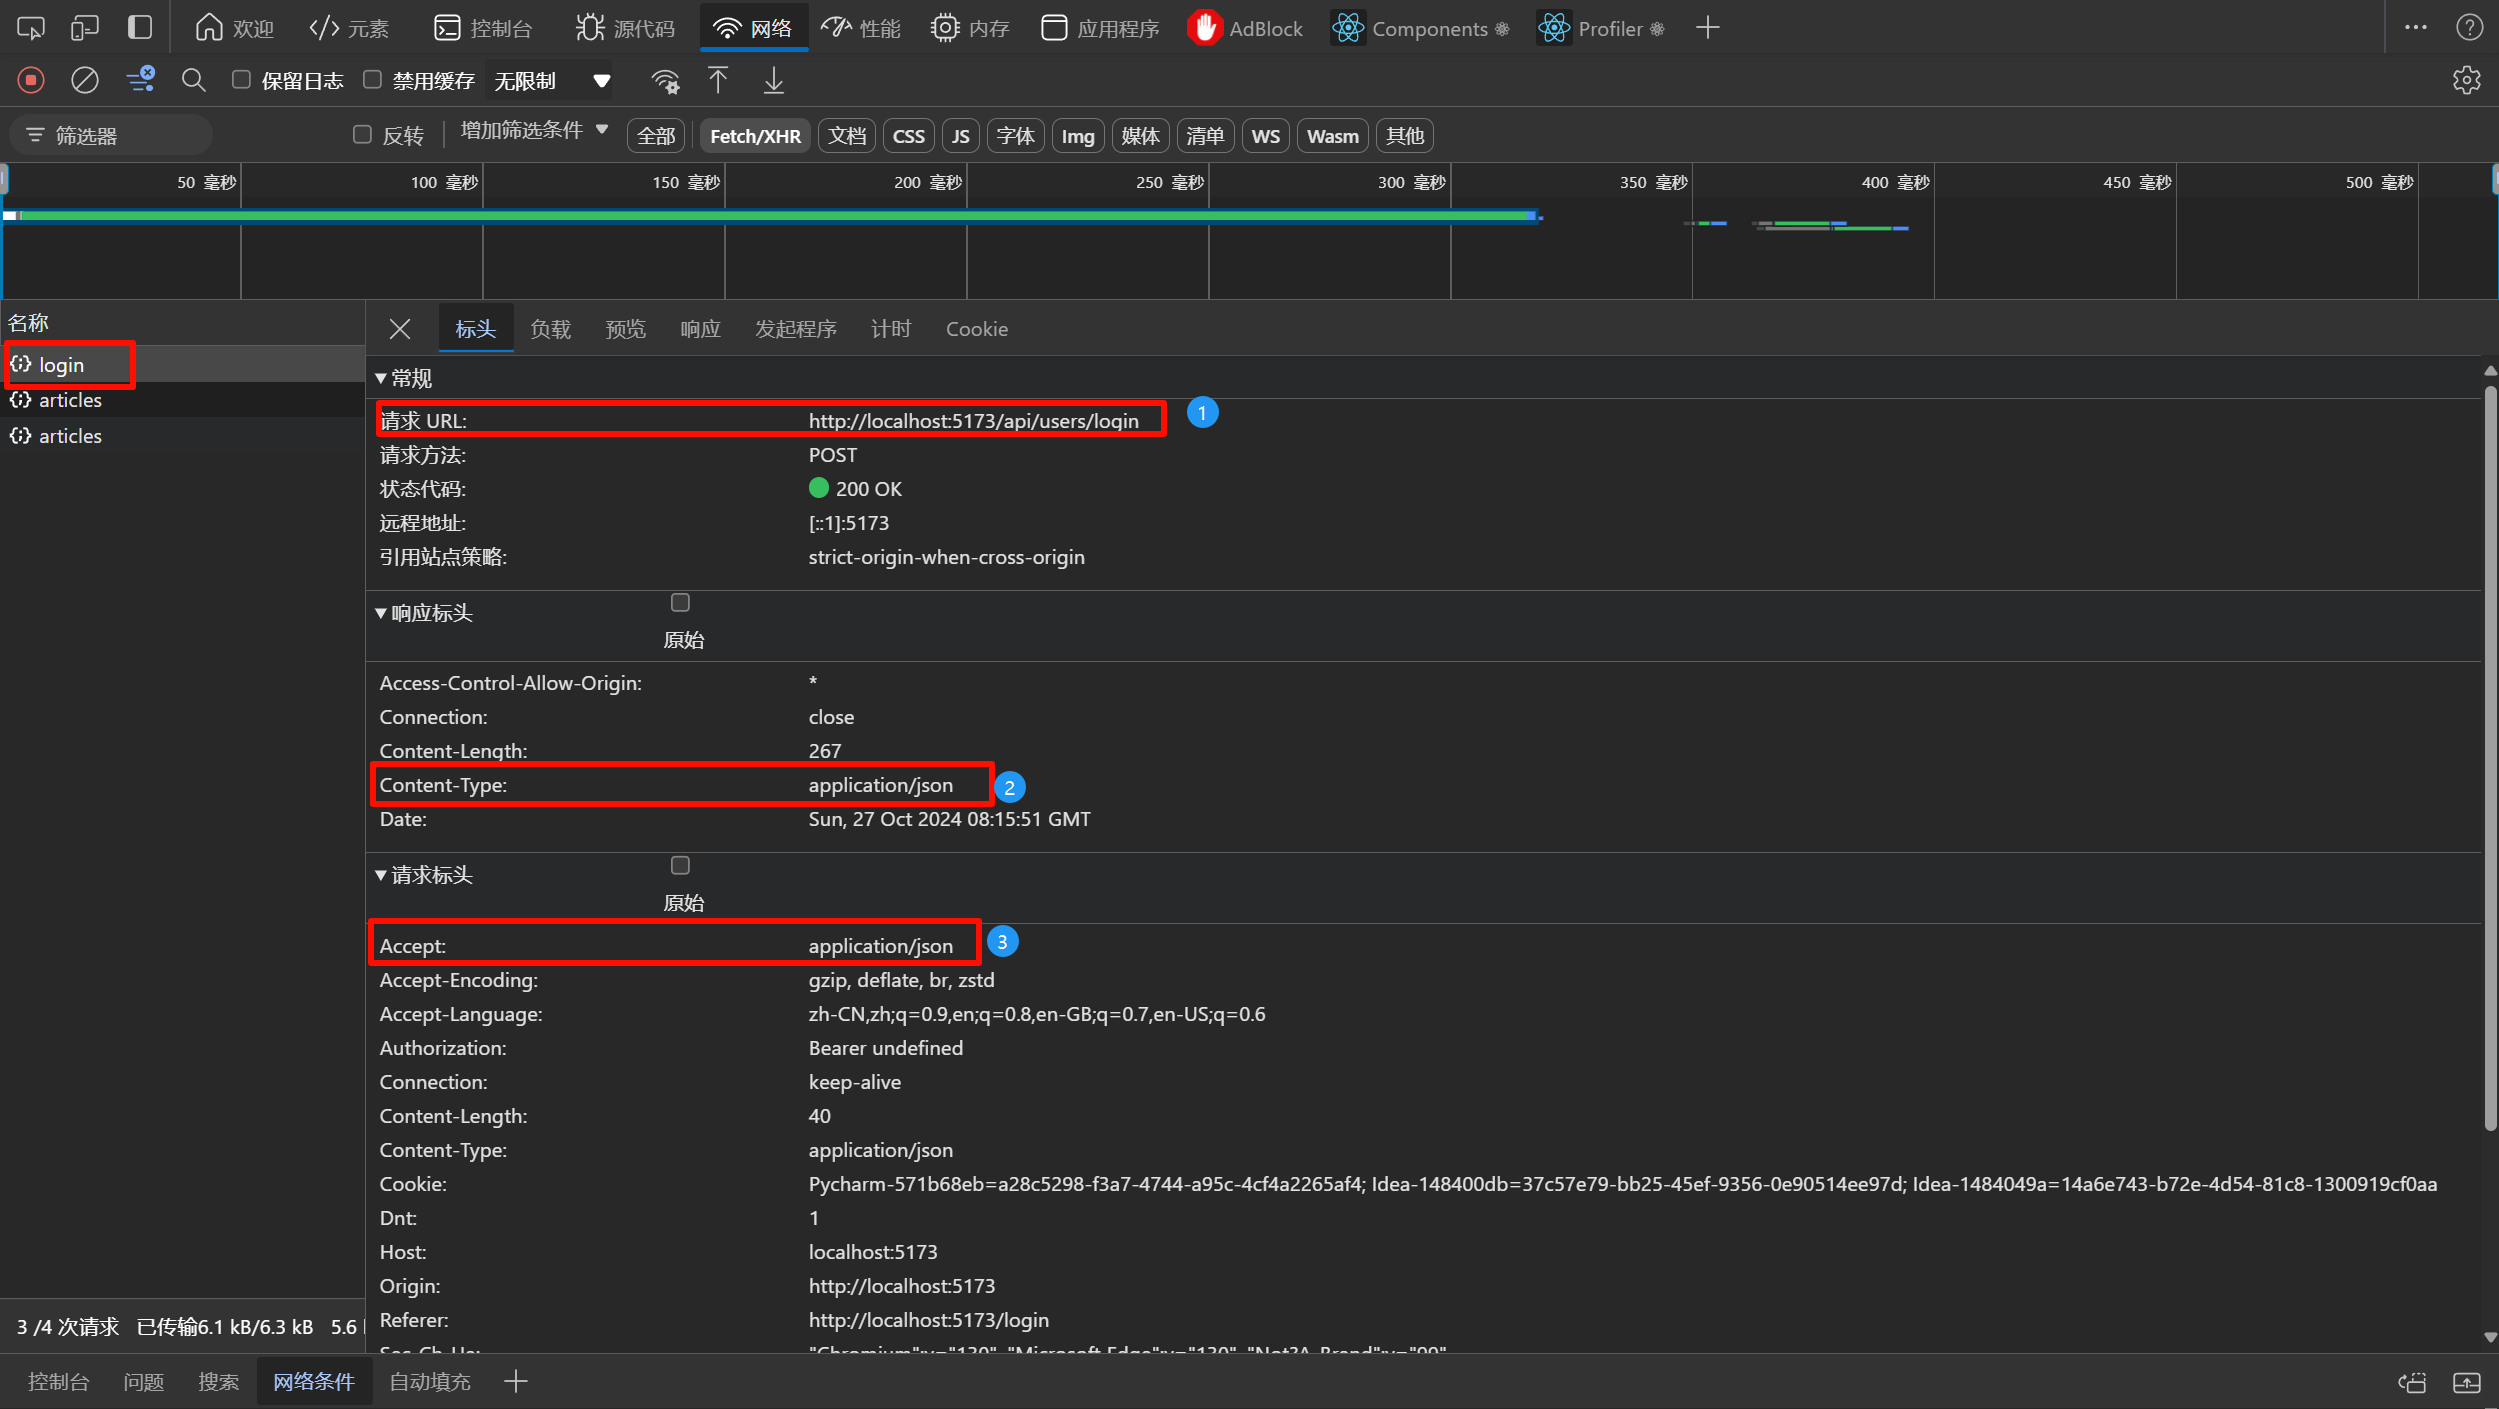 欢迎 元素 控制台 源代码 网络 性能 内存 应用程序 AdBlock Components ⚛ Profiler ⚛
保留日志 禁用缓存 无限制
筛选器 反转 增加筛选条件 全部 Fetch/XHR 文档 CSS JS 字体 Img 媒体 清单 WS Wasm 其他
50 毫秒 100 毫秒 150 毫秒 200 毫秒 250 毫秒 300 毫秒 350 毫秒 400 毫秒 450 毫秒 500 毫秒
名称
login
articles
articles
标头 负载 预览 响应 发起程序 计时 Cookie
▼常规
请求 URL: http://localhost:5173/api/users/login 1
请求方法: POST
状态代码: 200 OK
远程地址: [::1]:5173
引用站点策略: strict-origin-when-cross-origin
▼响应标头
原始
Access-Control-Allow-Origin: *
Connection: close
Content-Length: 267
Content-Type: application/json 2
Date: Sun, 27 Oct 2024 08:15:51 GMT
▼请求标头
原始
Accept: application/json 3
Accept-Encoding: gzip, deflate, br, zstd
Accept-Language: zh-CN,zh;q=0.9,en;q=0.8,en-GB;q=0.7,en-US;q=0.6
Authorization: Bearer undefined
Connection: keep-alive
Content-Length: 40
Content-Type: application/json
Cookie: Pycharm-571b68eb=a28c5298-f3a7-4744-a95c-4cf4a2265af4; Idea-148400db=37c57e79-bb25-45ef-9356-0e90514ee97d; Idea-1484049a=14a6e743-b72e-4d54-81c8-1300919cf0aa
Dnt: 1
Host: localhost:5173
Origin: http://localhost:5173
Referer: http://localhost:5173/login
Sec-Ch-Ua: "Chromium";v="130", "Microsoft Edge";v="130", "Not?A_Brand";v="99"
3 /4 次请求 已传输6.1 kB/6.3 kB 5.6
控制台 问题 搜索 网络条件 自动填充